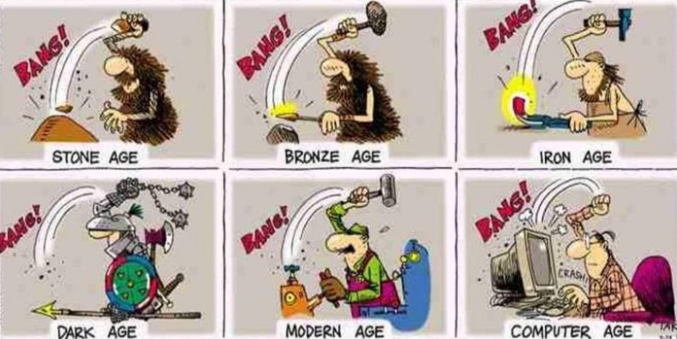 BANG!
STONE AGE
BANG!
BRONZE AGE
BANG!
IRON AGE
BANG!
DARK AGE
BANG!
MODERN AGE
BANG!
CRASH!
COMPUTER AGE